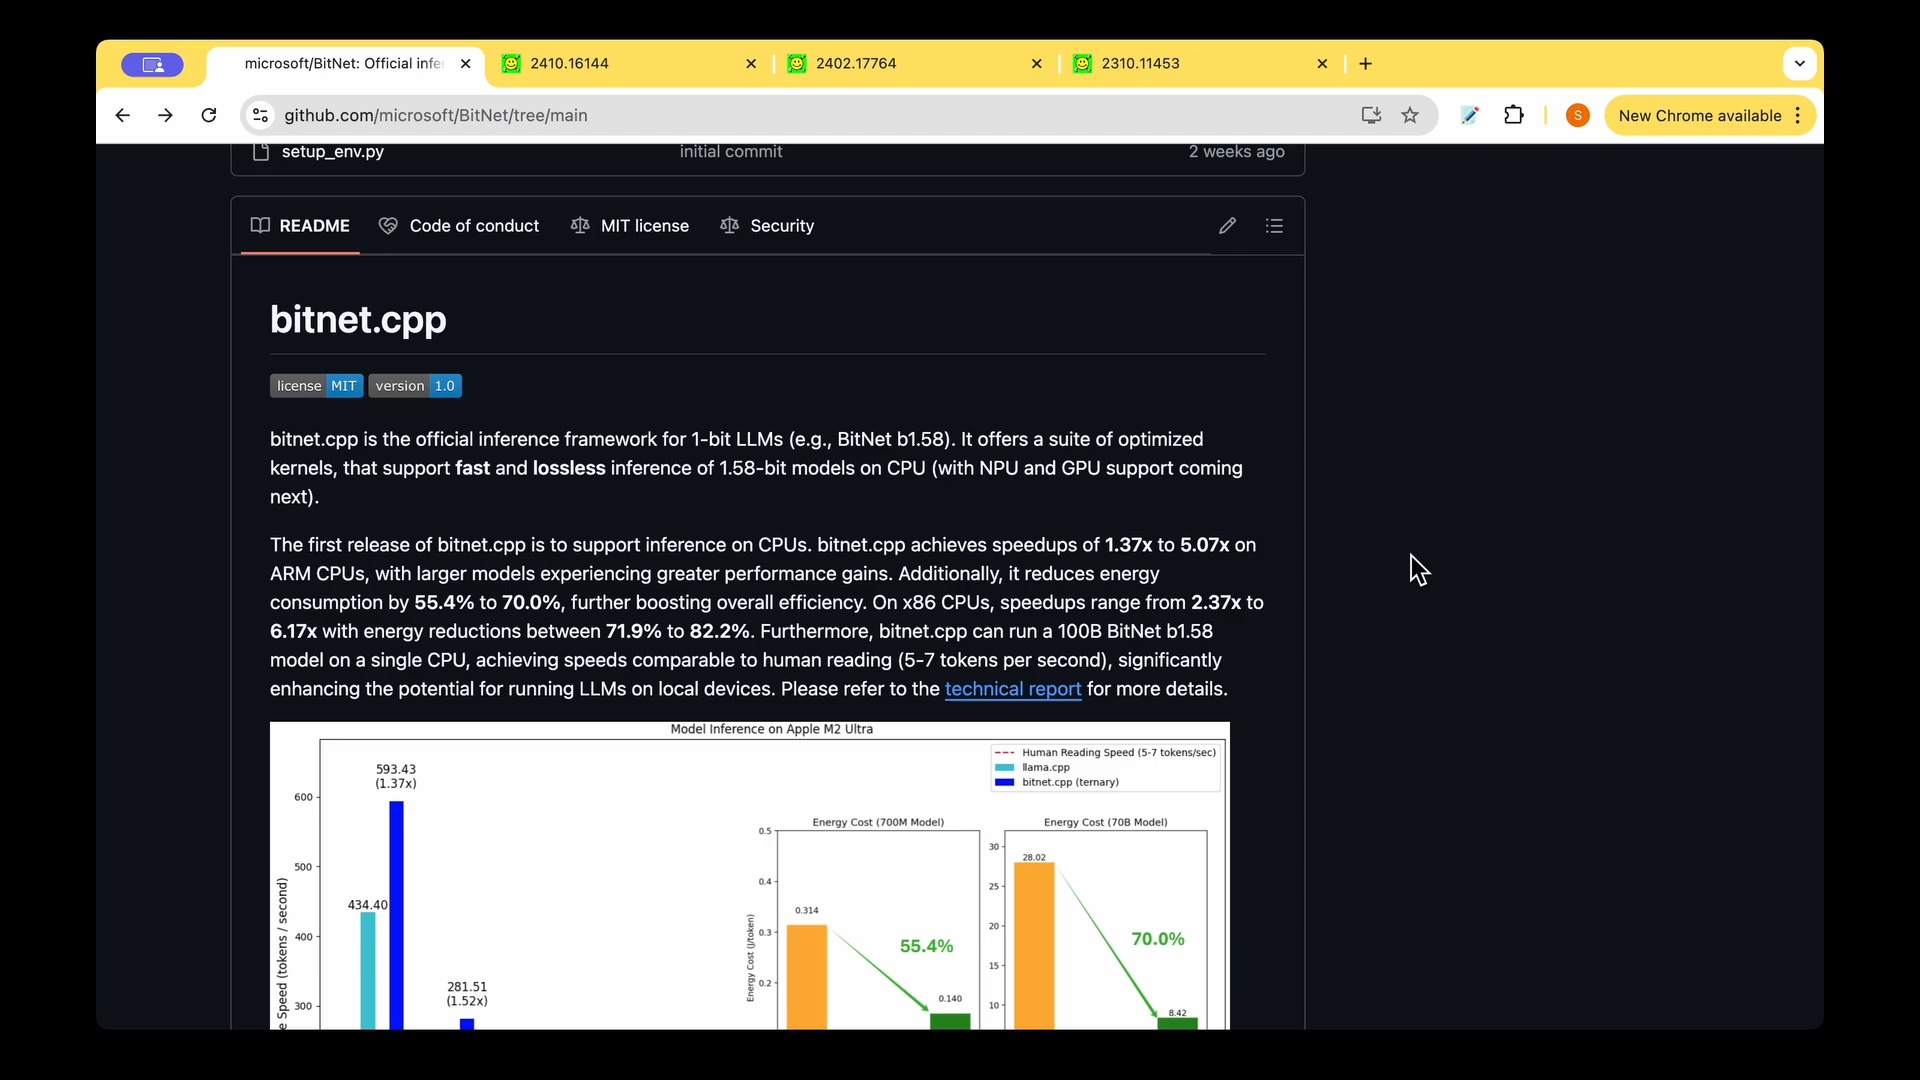 microsoft/BitNet: Official infe
2410.16144
2402.17764
2310.11453
github.com/microsoft/BitNet/tree/main
S
New Chrome available
setup_env.py
initial commit
2 weeks ago
README
Code of conduct
MIT license
Security
bitnet.cpp
license MIT
version 1.0
bitnet.cpp is the official inference framework for 1-bit LLMs (e.g., BitNet b1.58). It offers a suite of optimized
kernels, that support fast and lossless inference of 1.58-bit models on CPU (with NPU and GPU support coming
next).
The first release of bitnet.cpp is to support inference on CPUs. bitnet.cpp achieves speedups of 1.37x to 5.07x on
ARM CPUs, with larger models experiencing greater performance gains. Additionally, it reduces energy
consumption by 55.4% to 70.0%, further boosting overall efficiency. On x86 CPUs, speedups range from 2.37x to
6.17x with energy reductions between 71.9% to 82.2%. Furthermore, bitnet.cpp can run a 100B BitNet b1.58
model on a single CPU, achieving speeds comparable to human reading (5-7 tokens per second), significantly
enhancing the potential for running LLMs on local devices. Please refer to the technical report for more details.
Model Inference on Apple M2 Ultra
Human Reading Speed (5-7 tokens/sec)
llama.cpp
bitnet.cpp (ternary)
593.43
(1.37x)
600
500
400
300
e Speed (tokens / second)
434.40
281.51
(1.52x)
Energy Cost (700M Model)
0.5
0.4
0.3
0.2
Energy Cost (J/token)
0.314
55.4%
0.140
Energy Cost (70B Model)
30
25
20
15
10
28.02
70.0%
8.42